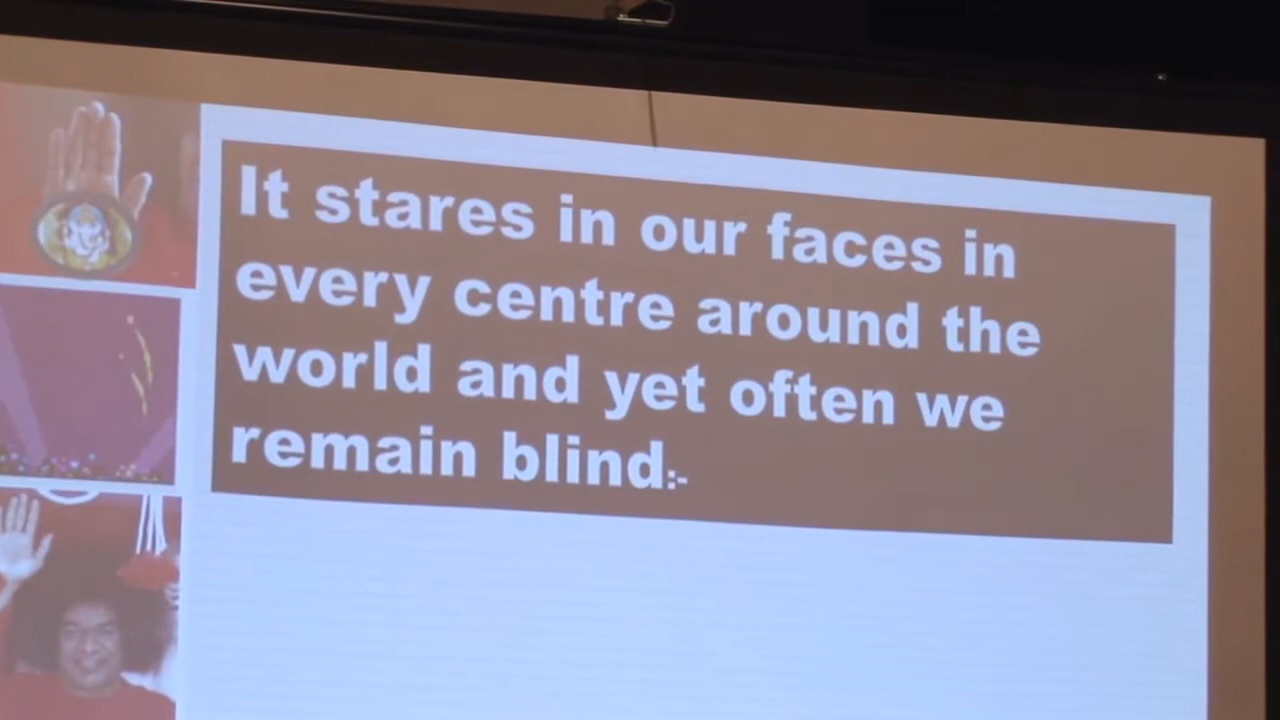 It stares in our faces in
every centre around the
world and yet often we
remain blind:-